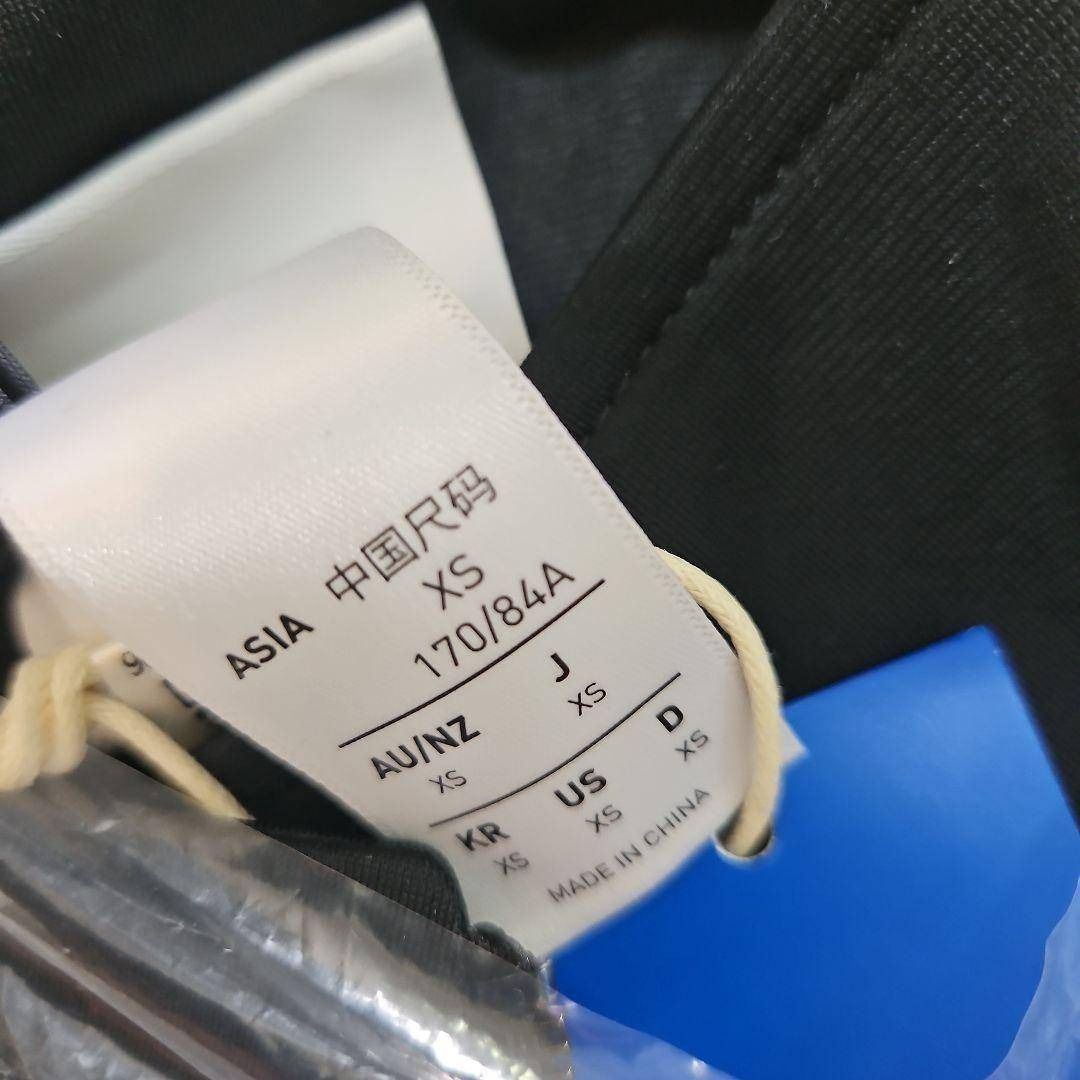 ASIA 中国尺码
XS
170/84A
AU/NZ J
XS XS
KR US D
XS XS XS
MADE IN CHINA